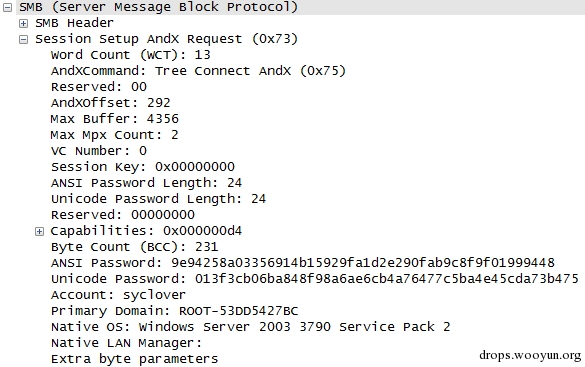 SMB (Server Message Block Protocol)
SMB Header
Session Setup AndX Request (0x73)
Word Count (WCT): 13
AndXCommand: Tree Connect AndX (0x75)
Reserved: 00
AndXOffset: 292
Max Buffer: 4356
Max Mpx Count: 2
VC Number: 0
Session Key: 0x00000000
ANSI Password Length: 24
Unicode Password Length: 24
Reserved: 00000000
Capabilities: 0x000000d4
Byte Count (BCC): 231
ANSI Password: 9e94258a03356914b15929fa1d2e290fab9c8f9f01999448
Unicode Password: 013f3cb06ba848f98a6ae6cb4a76477c5ba4e45cda73b475
Account: syclover
Primary Domain: ROOT-53DD5427BC
Native OS: Windows Server 2003 3790 Service Pack 2
Native LAN Manager:
Extra byte parameters
drops.wooyun.org